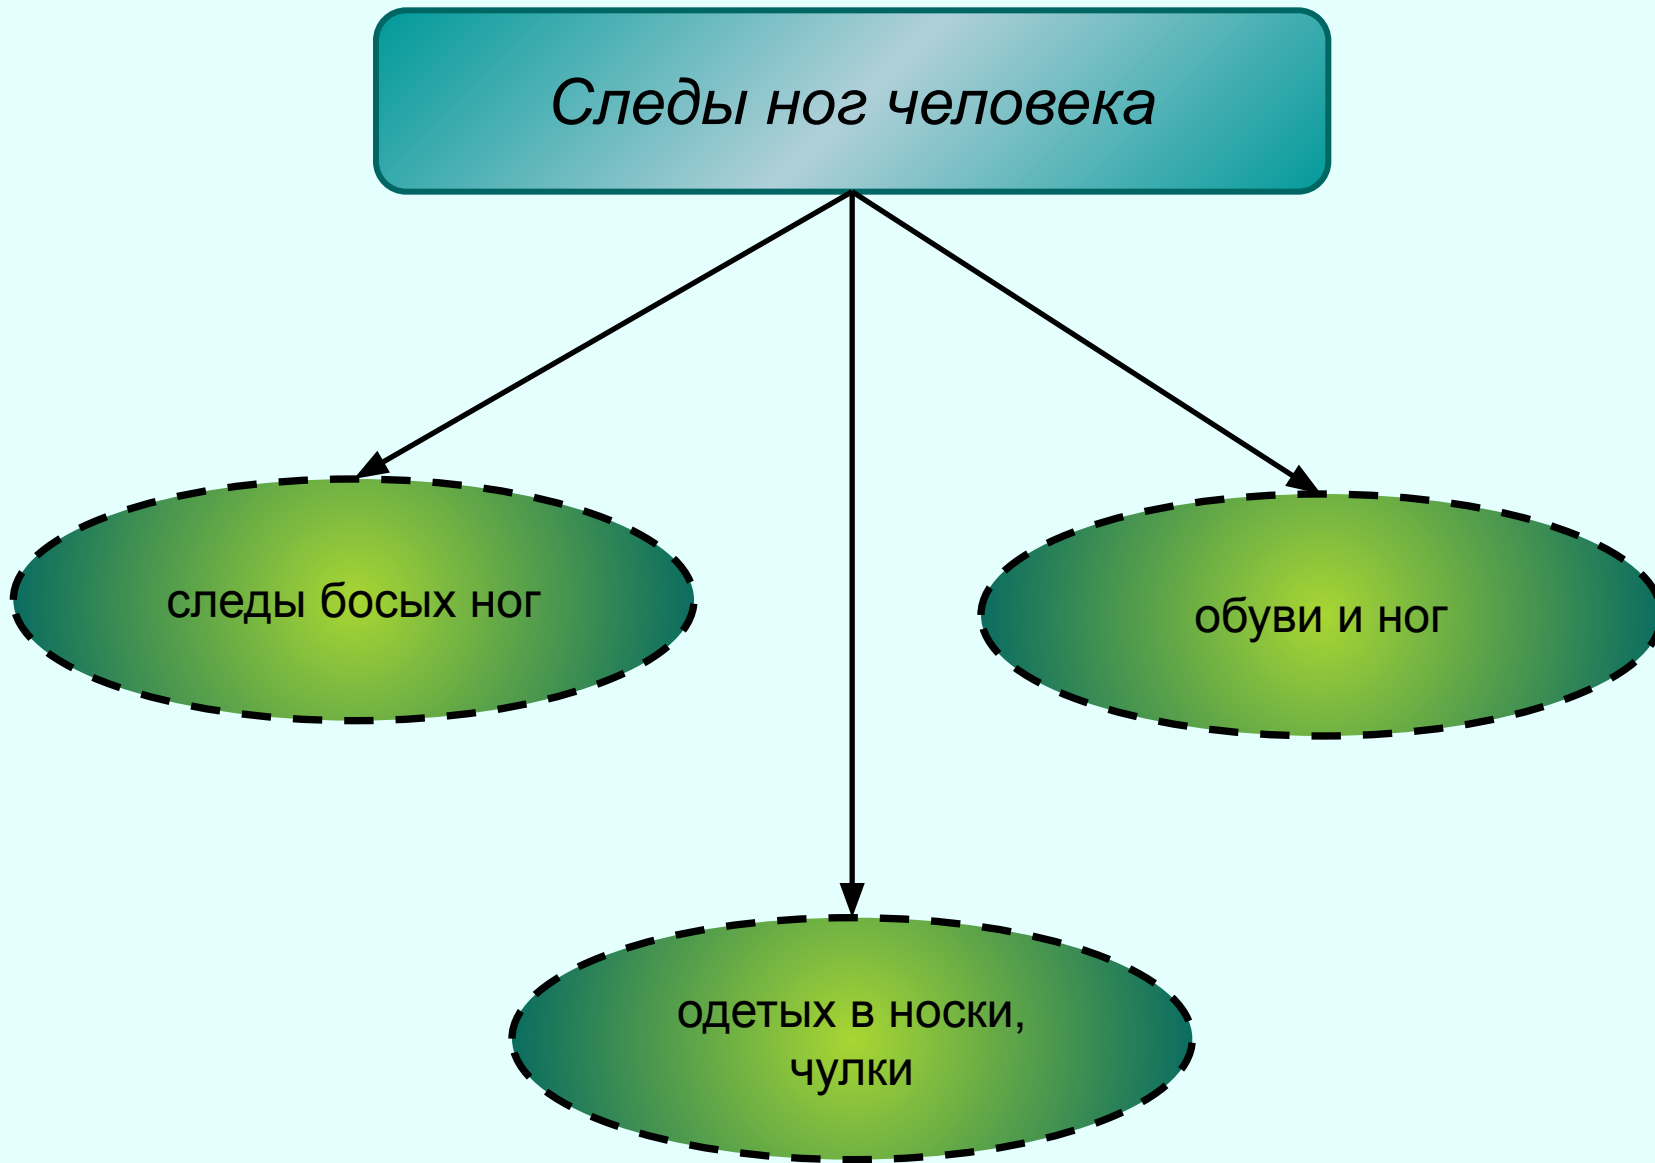 Следы ног человека
следы босых ног
обуви и ног
одетых в носки,
чулки